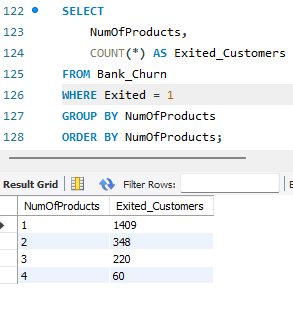 122 SELECT
123 NumOfProducts,
124 COUNT(*) AS Exited_Customers
125 FROM Bank_Churn
126 WHERE Exited = 1
127 GROUP BY NumOfProducts
128 ORDER BY NumOfProducts;
Result Grid Filter Rows:
NumOfProducts Exited_Customers
1 1409
2 348
3 220
4 60